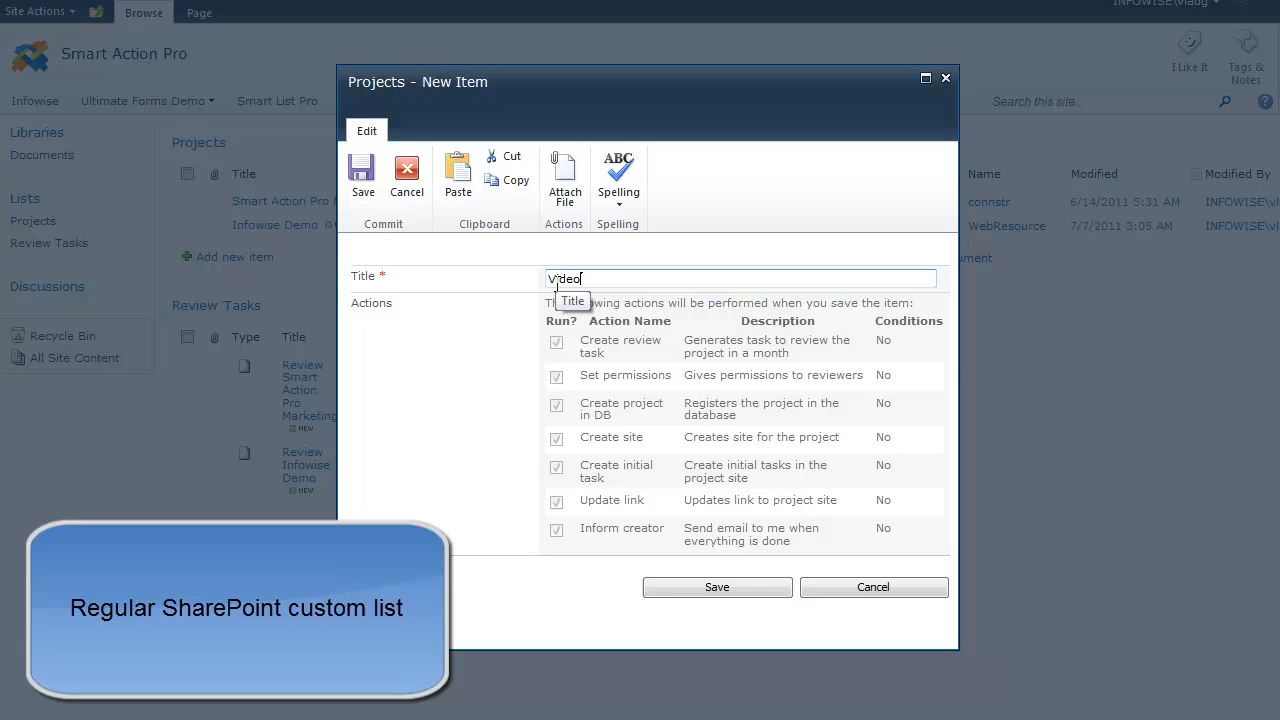 Site Actions
Browse
Page
Smart Action Pro
I Like It
Tags &
Notes
Infowise
Ultimate Forms Demo
Smart List Pro
Search this site...
Libraries
Documents
Lists
Projects
Review Tasks
Discussions
Recycle Bin
All Site Content
Projects
Title
Smart Action Pro
Infowise Demo
Add new item
Review Tasks
Type
Title
Review
Smart
Action
Pro
Marketing
NEW
Review
Infowise
Demo
NEW
Projects - New Item
Edit
Save
Cancel
Commit
Paste
Cut
Copy
Clipboard
Attach
File
Actions
ABC
Spelling
Spelling
Title *
Video
Title
Actions
following actions will be performed when you save the item:
Run? Action Name Description Conditions
Create review task Generates task to review the project in a month No
Set permissions Gives permissions to reviewers No
Create project in DB Registers the project in the database No
Create site Creates site for the project No
Create initial task Create initial tasks in the project site No
Update link Updates link to project site No
Inform creator Send email to me when everything is done No
Save
Cancel
Name Modified Modified By
connstr 6/14/2011 5:31 AM
WebResource 7/7/2011 3:05 AM
Regular SharePoint custom list